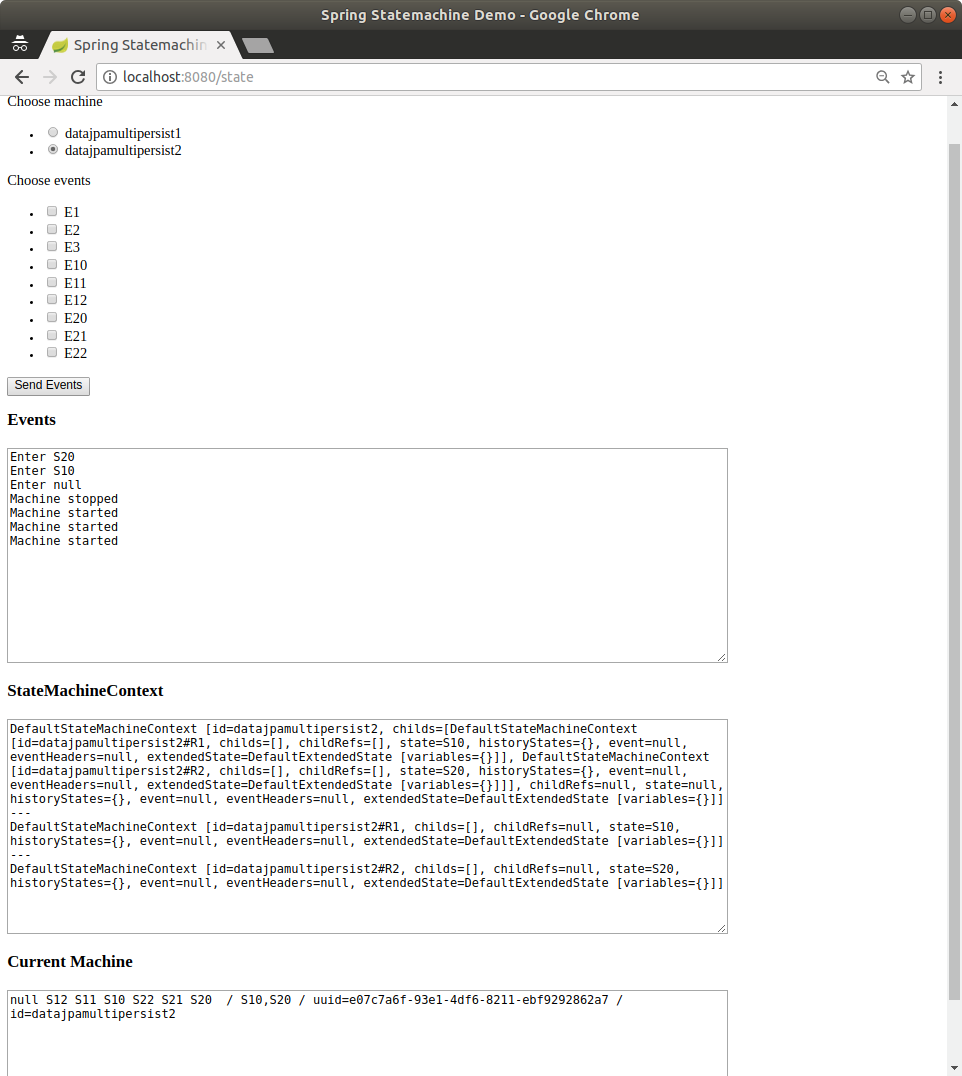 Spring Statemachine Demo - Google Chrome
Spring Statemachin
localhost:8080/state
Choose machine
datajpamultipersist1
datajpamultipersist2
Choose events
E1
E2
E3
E10
E11
E12
E20
E21
E22
Send Events
Events
Enter S20
Enter S10
Enter null
Machine stopped
Machine started
Machine started
Machine started
StateMachineContext
DefaultStateMachineContext [id=datajpamultipersist2, childs=[DefaultStateMachineContext
[id=datajpamultipersist2#R1, childs=[], childRefs=[], state=S10, historyStates={}, event=null,
eventHeaders=null, extendedState=DefaultExtendedState [variables={}]], DefaultStateMachineContext
[id=datajpamultipersist2#R2, childs=[], childRefs=[], state=S20, historyStates={}, event=null,
eventHeaders=null, extendedState=DefaultExtendedState [variables={}]]], childRefs=null, state=null,
historyStates={}, event=null, eventHeaders=null, extendedState=DefaultExtendedState [variables={}]]
---
DefaultStateMachineContext [id=datajpamultipersist2#R1, childs=[], childRefs=null, state=S10,
historyStates={}, event=null, eventHeaders=null, extendedState=DefaultExtendedState [variables={}]]
---
DefaultStateMachineContext [id=datajpamultipersist2#R2, childs=[], childRefs=null, state=S20,
historyStates={}, event=null, eventHeaders=null, extendedState=DefaultExtendedState [variables={}]]
Current Machine
null S12 S11 S10 S22 S21 S20  / S10,S20 / uuid=e07c7a6f-93e1-4df6-8211-ebf9292862a7 /
id=datajpamultipersist2